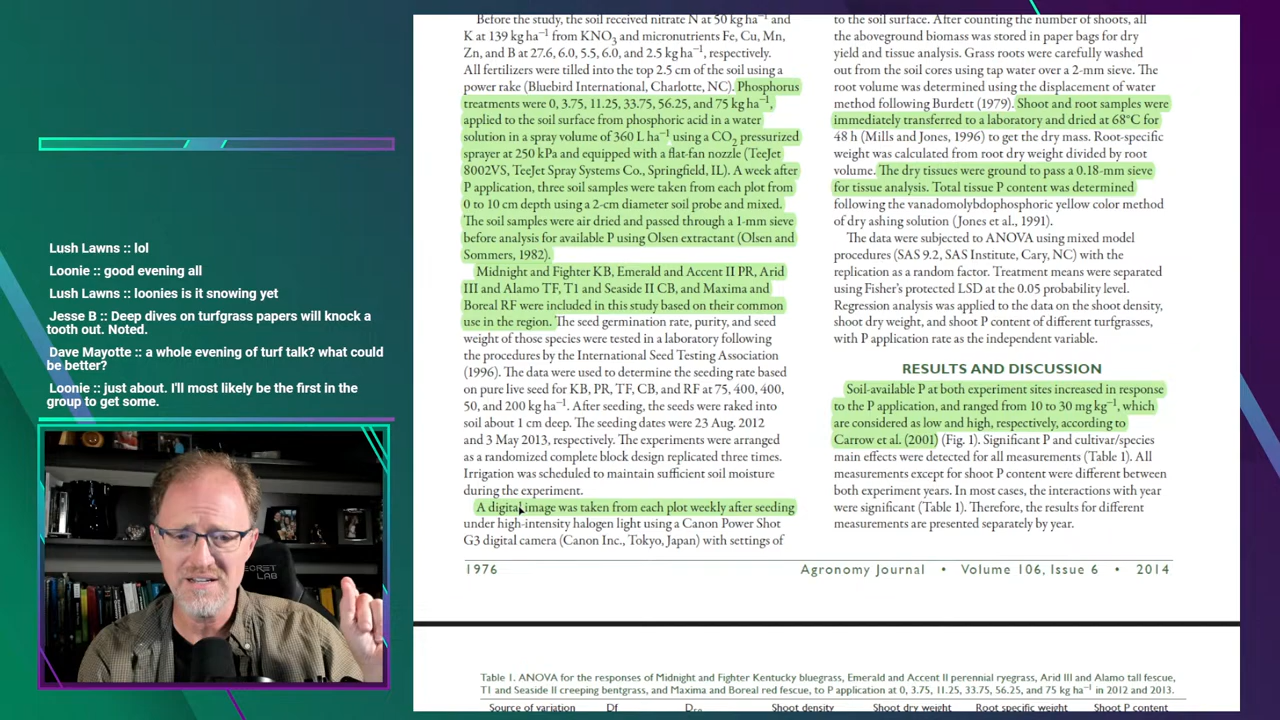 Lush Lawns :: lol
Loonie :: good evening all
Lush Lawns :: loonies is it snowing yet
Jesse B :: Deep dives on turfgrass papers will knock a
tooth out. Noted.
Dave Mayotte :: a whole evening of turf talk? what could
be better?
Loonie :: just about. I'll most likely be the first in the
group to get some.
Before the study, the soil received nitrate N at 50 kg ha⁻¹ and
K at 139 kg ha⁻¹ from KNO₃ and micronutrients Fe, Cu, Mn,
Zn, and B at 27.6, 6.0, 5.5, 6.0, and 2.5 kg ha⁻¹, respectively.
All fertilizers were tilled into the top 2.5 cm of the soil using a
power rake (Bluebird International, Charlotte, NC). Phosphorus
treatments were 0, 3.75, 11.25, 33.75, 56.25, and 75 kg ha⁻¹,
applied to the soil surface from phosphoric acid in a water
solution in a spray volume of 360 L ha⁻¹ using a CO₂ pressurized
sprayer at 250 kPa and equipped with a flat-fan nozzle (TeeJet
8002VS, TeeJet Spray Systems Co., Springfield, IL). A week after
P application, three soil samples were taken from each plot from
0 to 10 cm depth using a 2-cm diameter soil probe and mixed.
The soil samples were air dried and passed through a 1-mm sieve
before analysis for available P using Olsen extractant (Olsen and
Sommers, 1982).
Midnight and Fighter KB, Emerald and Accent II PR, Arid
III and Alamo TF, T1 and Seaside II CB, and Maxima and
Boreal RF were included in this study based on their common
use in the region. The seed germination rate, purity, and seed
weight of those species were tested in a laboratory following
the procedures by the International Seed Testing Association
(1996). The data were used to determine the seeding rate based
on pure live seed for KB, PR, TF, CB, and RF at 75, 400, 400,
50, and 200 kg ha⁻¹. After seeding, the seeds were raked into
soil about 1 cm deep. The seeding dates were 23 Aug. 2012
and 3 May 2013, respectively. The experiments were arranged
as a randomized complete block design replicated three times.
Irrigation was scheduled to maintain sufficient soil moisture
during the experiment.
A digital image was taken from each plot weekly after seeding
under high-intensity halogen light using a Canon Power Shot
G3 digital camera (Canon Inc., Tokyo, Japan) with settings of
to the soil surface. After counting the number of shoots, all
the aboveground biomass was stored in paper bags for dry
yield and tissue analysis. Grass roots were carefully washed
out from the soil cores using tap water over a 2-mm sieve. The
root volume was determined using the displacement of water
method following Burdett (1979). Shoot and root samples were
immediately transferred to a laboratory and dried at 68°C for
48 h (Mills and Jones, 1996) to get the dry mass. Root-specific
weight was calculated from root dry weight divided by root
volume. The dry tissues were ground to pass a 0.18-mm sieve
for tissue analysis. Total tissue P content was determined
following the vanadomolybdophosphoric yellow color method
of dry ashing solution (Jones et al., 1991).
The data were subjected to ANOVA using mixed model
procedures (SAS 9.2, SAS Institute, Cary, NC) with the
replication as a random factor. Treatment means were separated
using Fisher's protected LSD at the 0.05 probability level.
Regression analysis was applied to the data on the shoot density,
shoot dry weight, and shoot P content of different turfgrasses,
with P application rate as the independent variable.
RESULTS AND DISCUSSION
Soil-available P at both experiment sites increased in response
to the P application, and ranged from 10 to 30 mg kg⁻¹, which
are considered as low and high, respectively, according to
Carrow et al. (2001) (Fig. 1). Significant P and cultivar/species
main effects were detected for all measurements (Table 1). All
measurements except for shoot P content were different between
both experiment years. In most cases, the interactions with year
were significant (Table 1). Therefore, the results for different
measurements are presented separately by year.
1976
Agronomy Journal • Volume 106, Issue 6 • 2014
Table 1. ANOVA for the responses of Midnight and Fighter Kentucky bluegrass, Emerald and Accent II perennial ryegrass, Arid III and Alamo tall fescue,
T1 and Seaside II creeping bentgrass, and Maxima and Boreal red fescue, to P application at 0, 3.75, 11.25, 33.75, 56.25, and 75 kg ha⁻¹ in 2012 and 2013.
Source of variation Df D₅₀ Shoot density Shoot dry weight Root specific weight Shoot P content